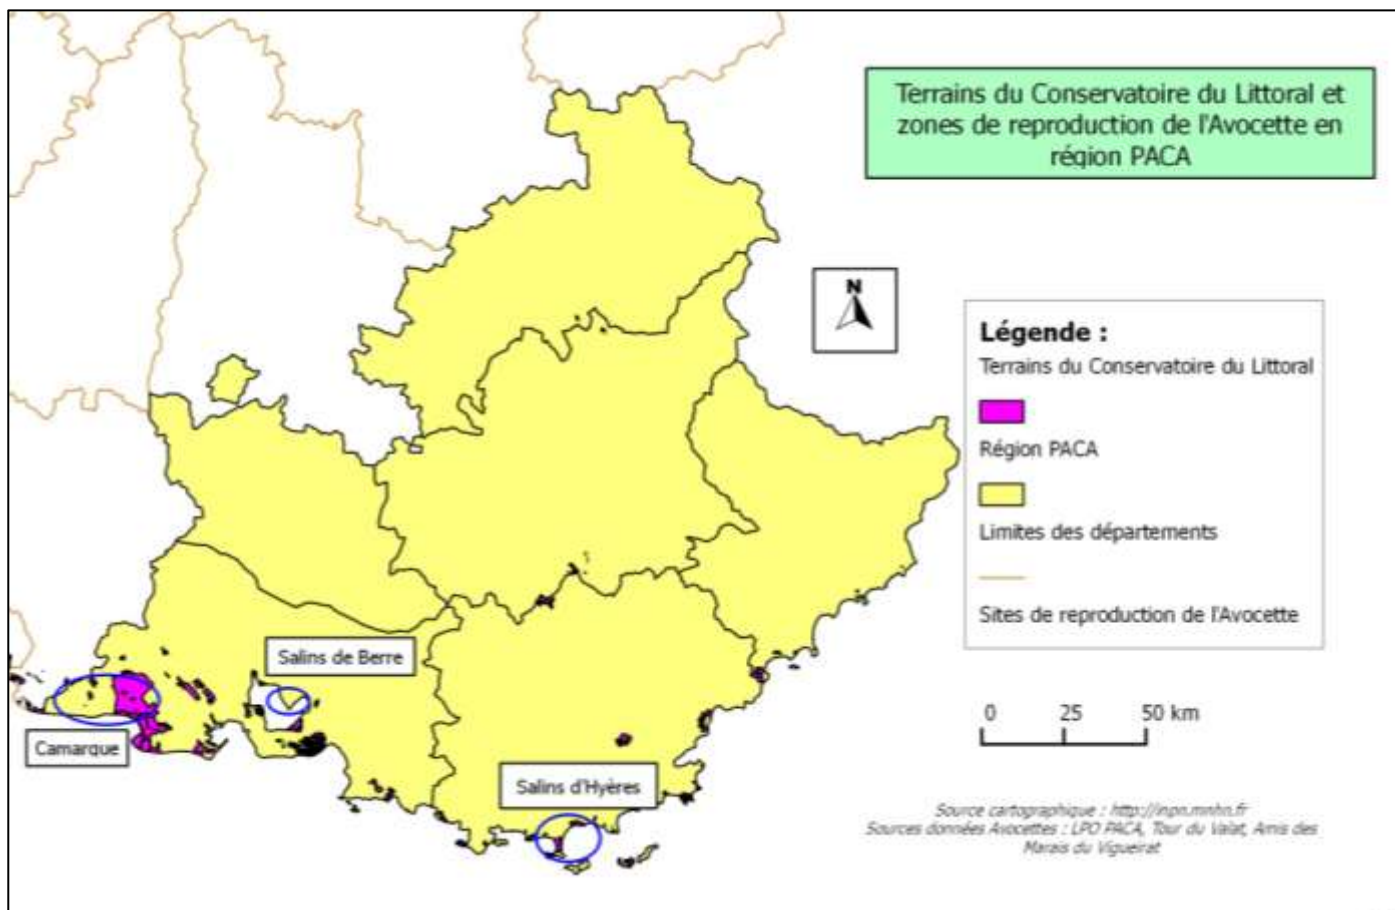 Terrains du Conservatoire du Littoral et
zones de reproduction de l'Avocette en
région PACA
N
Légende :
Terrains du Conservatoire du Littoral
Région PACA
Limites des départements
Sites de reproduction de l'Avocette
Salins de Berre
Camargue
Salins d'Hyères
0 25 50 km
Source cartographique : http://inpn.mnhn.fr
Sources données Avocettes : LPO PACA, Tour du Valat, Amis des
Marais du Vigueirat